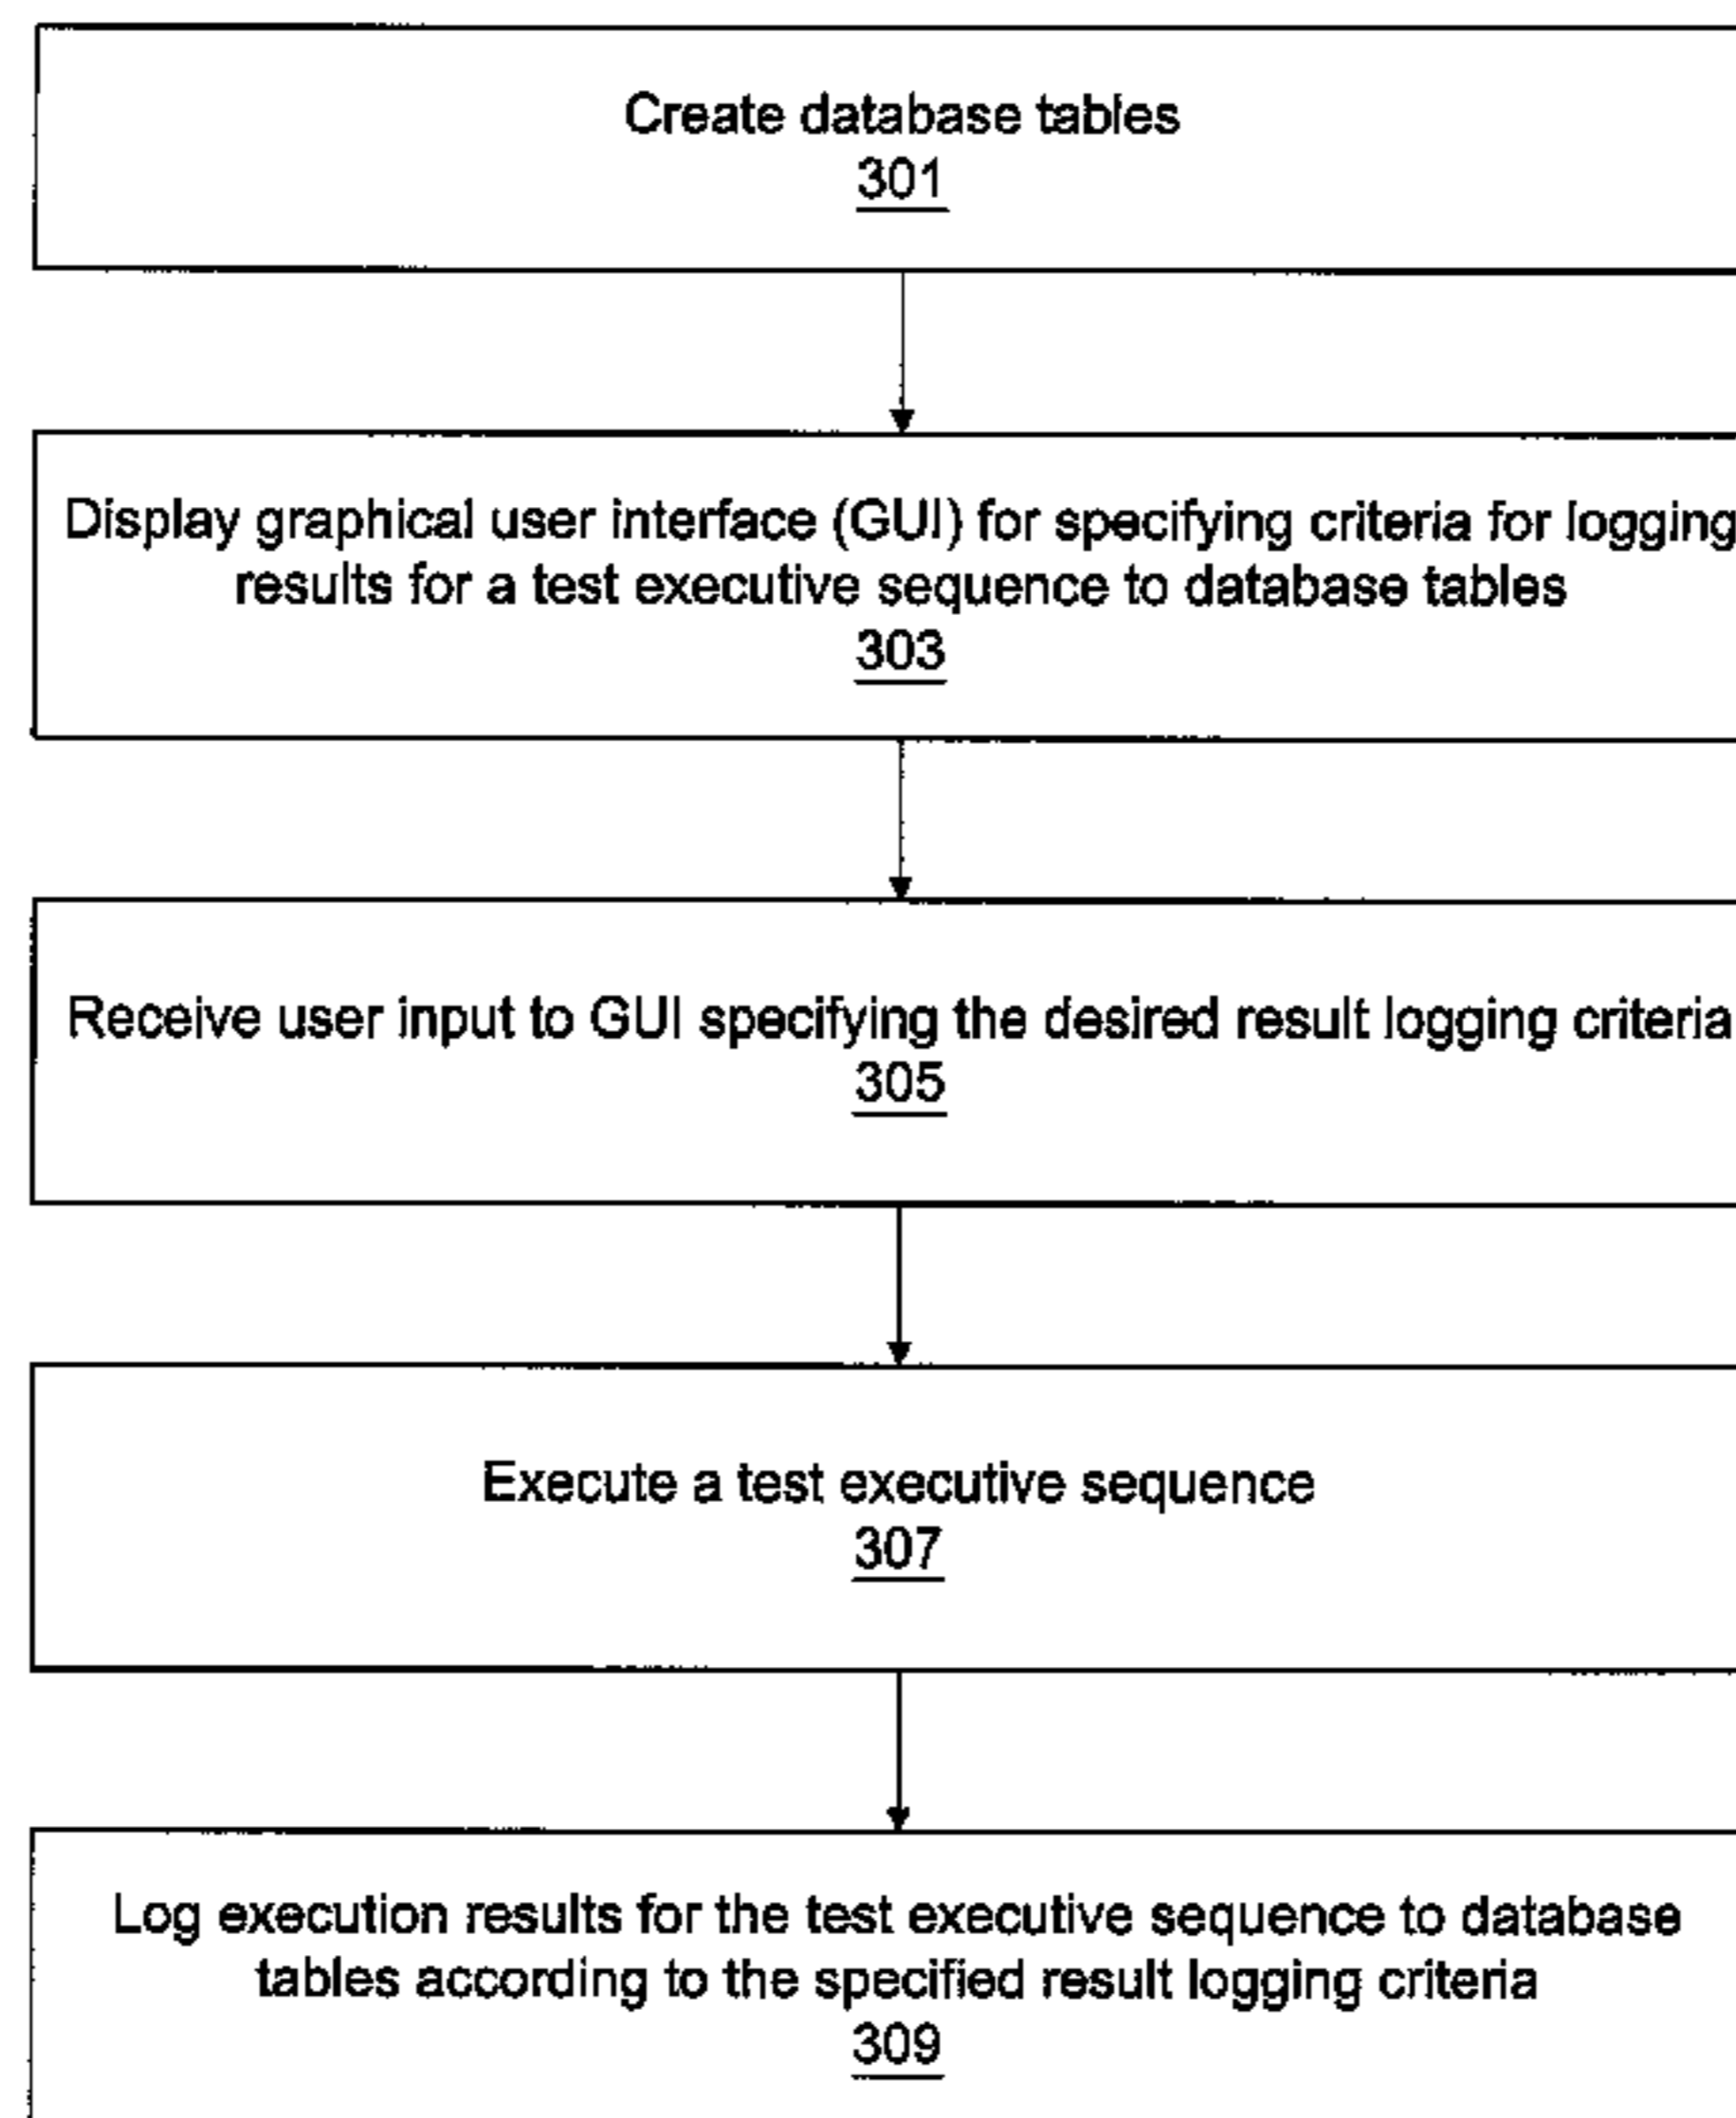 Create database tables
301
Display graphical user interface (GUI) for specifying criteria for logging
results for a test executive sequence to database tables
303
Receive user input to GUI specifying the desired result logging criteria
305
Execute a test executive sequence
307
Log execution results for the test executive sequence to database
tables according to the specified result logging criteria
309